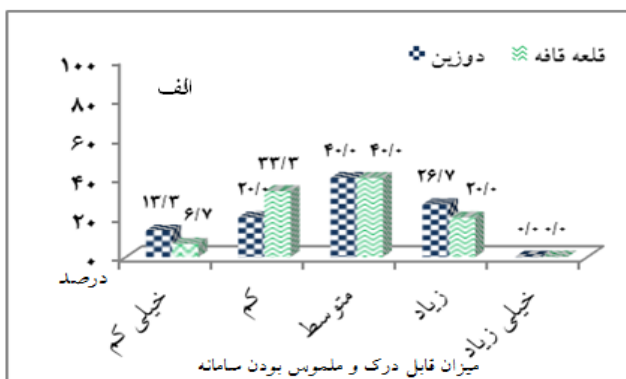 قلعه قافه دوزین
الف
۱۰۰
۸۰
۶۰
۴۰
۲۰
۰
درصد
۱۳/۳ ۶/۷
۲۰/۰ ۳۳/۳
۴۰/۰ ۴۰/۰
۲۶/۷ ۲۰/۰
۰/۰ ۰/۰
خیلی کم
کم
متوسط
زیاد
خیلی زیاد
میزان قابل درک و ملموس بودن سامانه